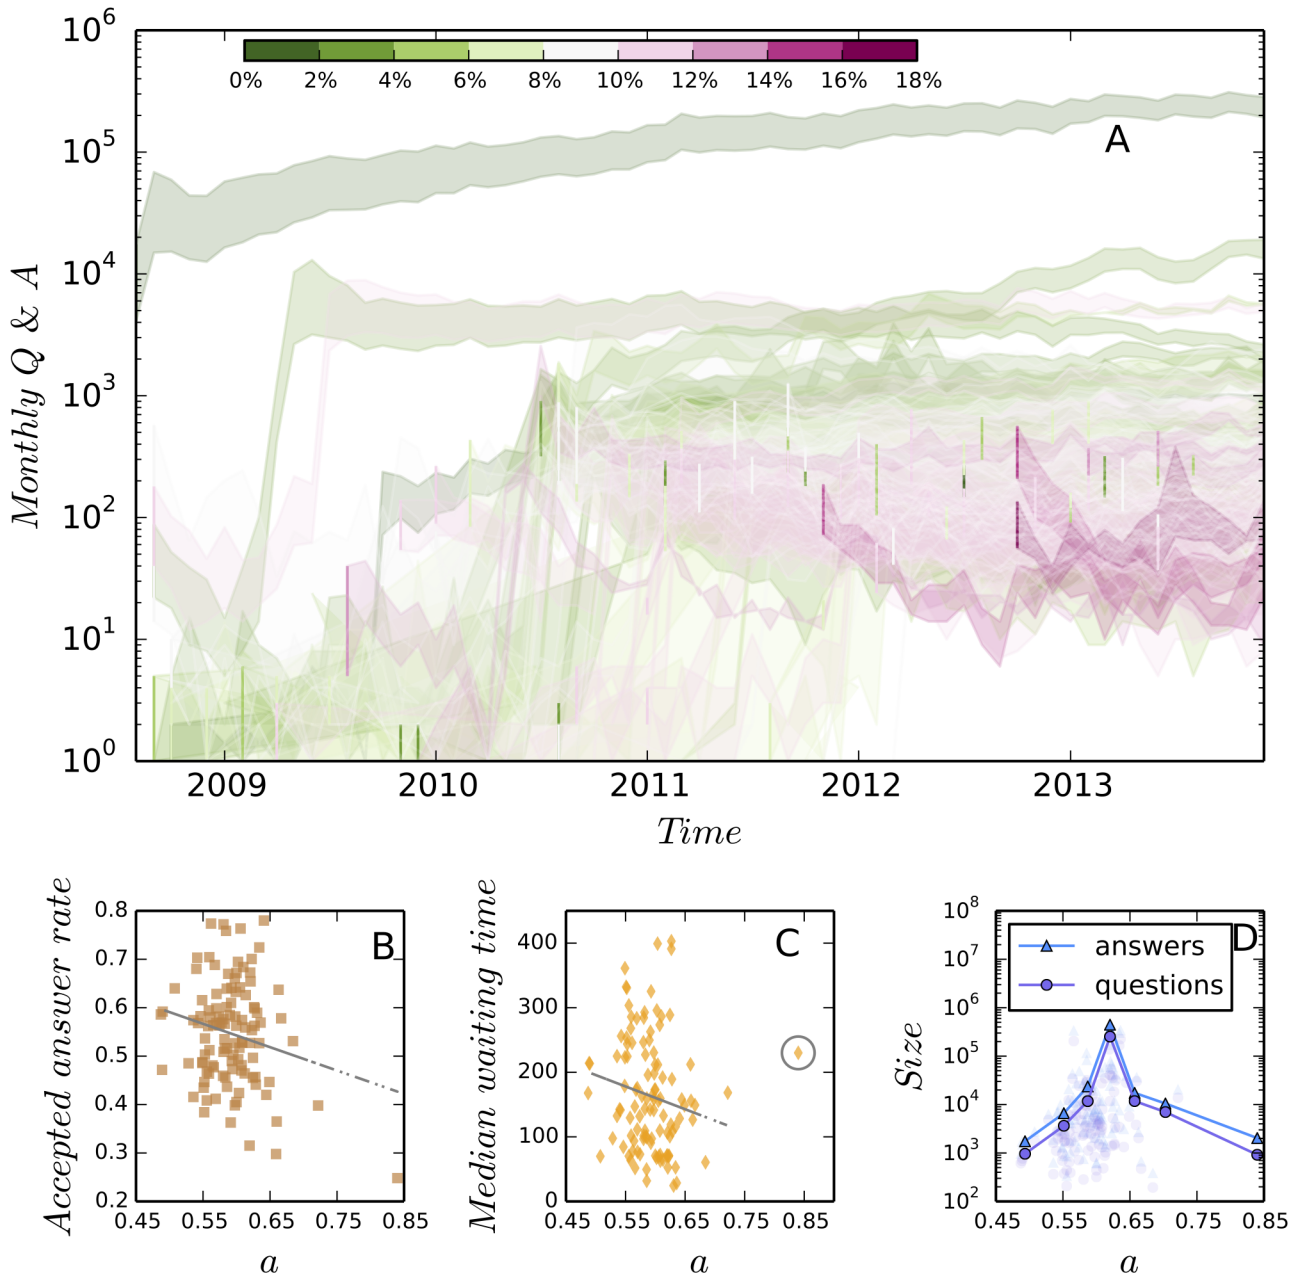 10^6
0% 2% 4% 6% 8% 10% 12% 14% 16% 18%
A
10^5
10^4
10^3
10^2
10^1
10^0
Monthly Q & A
2009 2010 2011 2012 2013
Time
B
0.8
0.7
0.6
0.5
0.4
0.3
0.2
Accepted answer rate
0.45 0.55 0.65 0.75 0.85
a
C
400
300
200
100
0
Median waiting time
0.45 0.55 0.65 0.75 0.85
a
D
answers
questions
10^8
10^7
10^6
10^5
10^4
10^3
10^2
Size
0.45 0.55 0.65 0.75 0.85
a